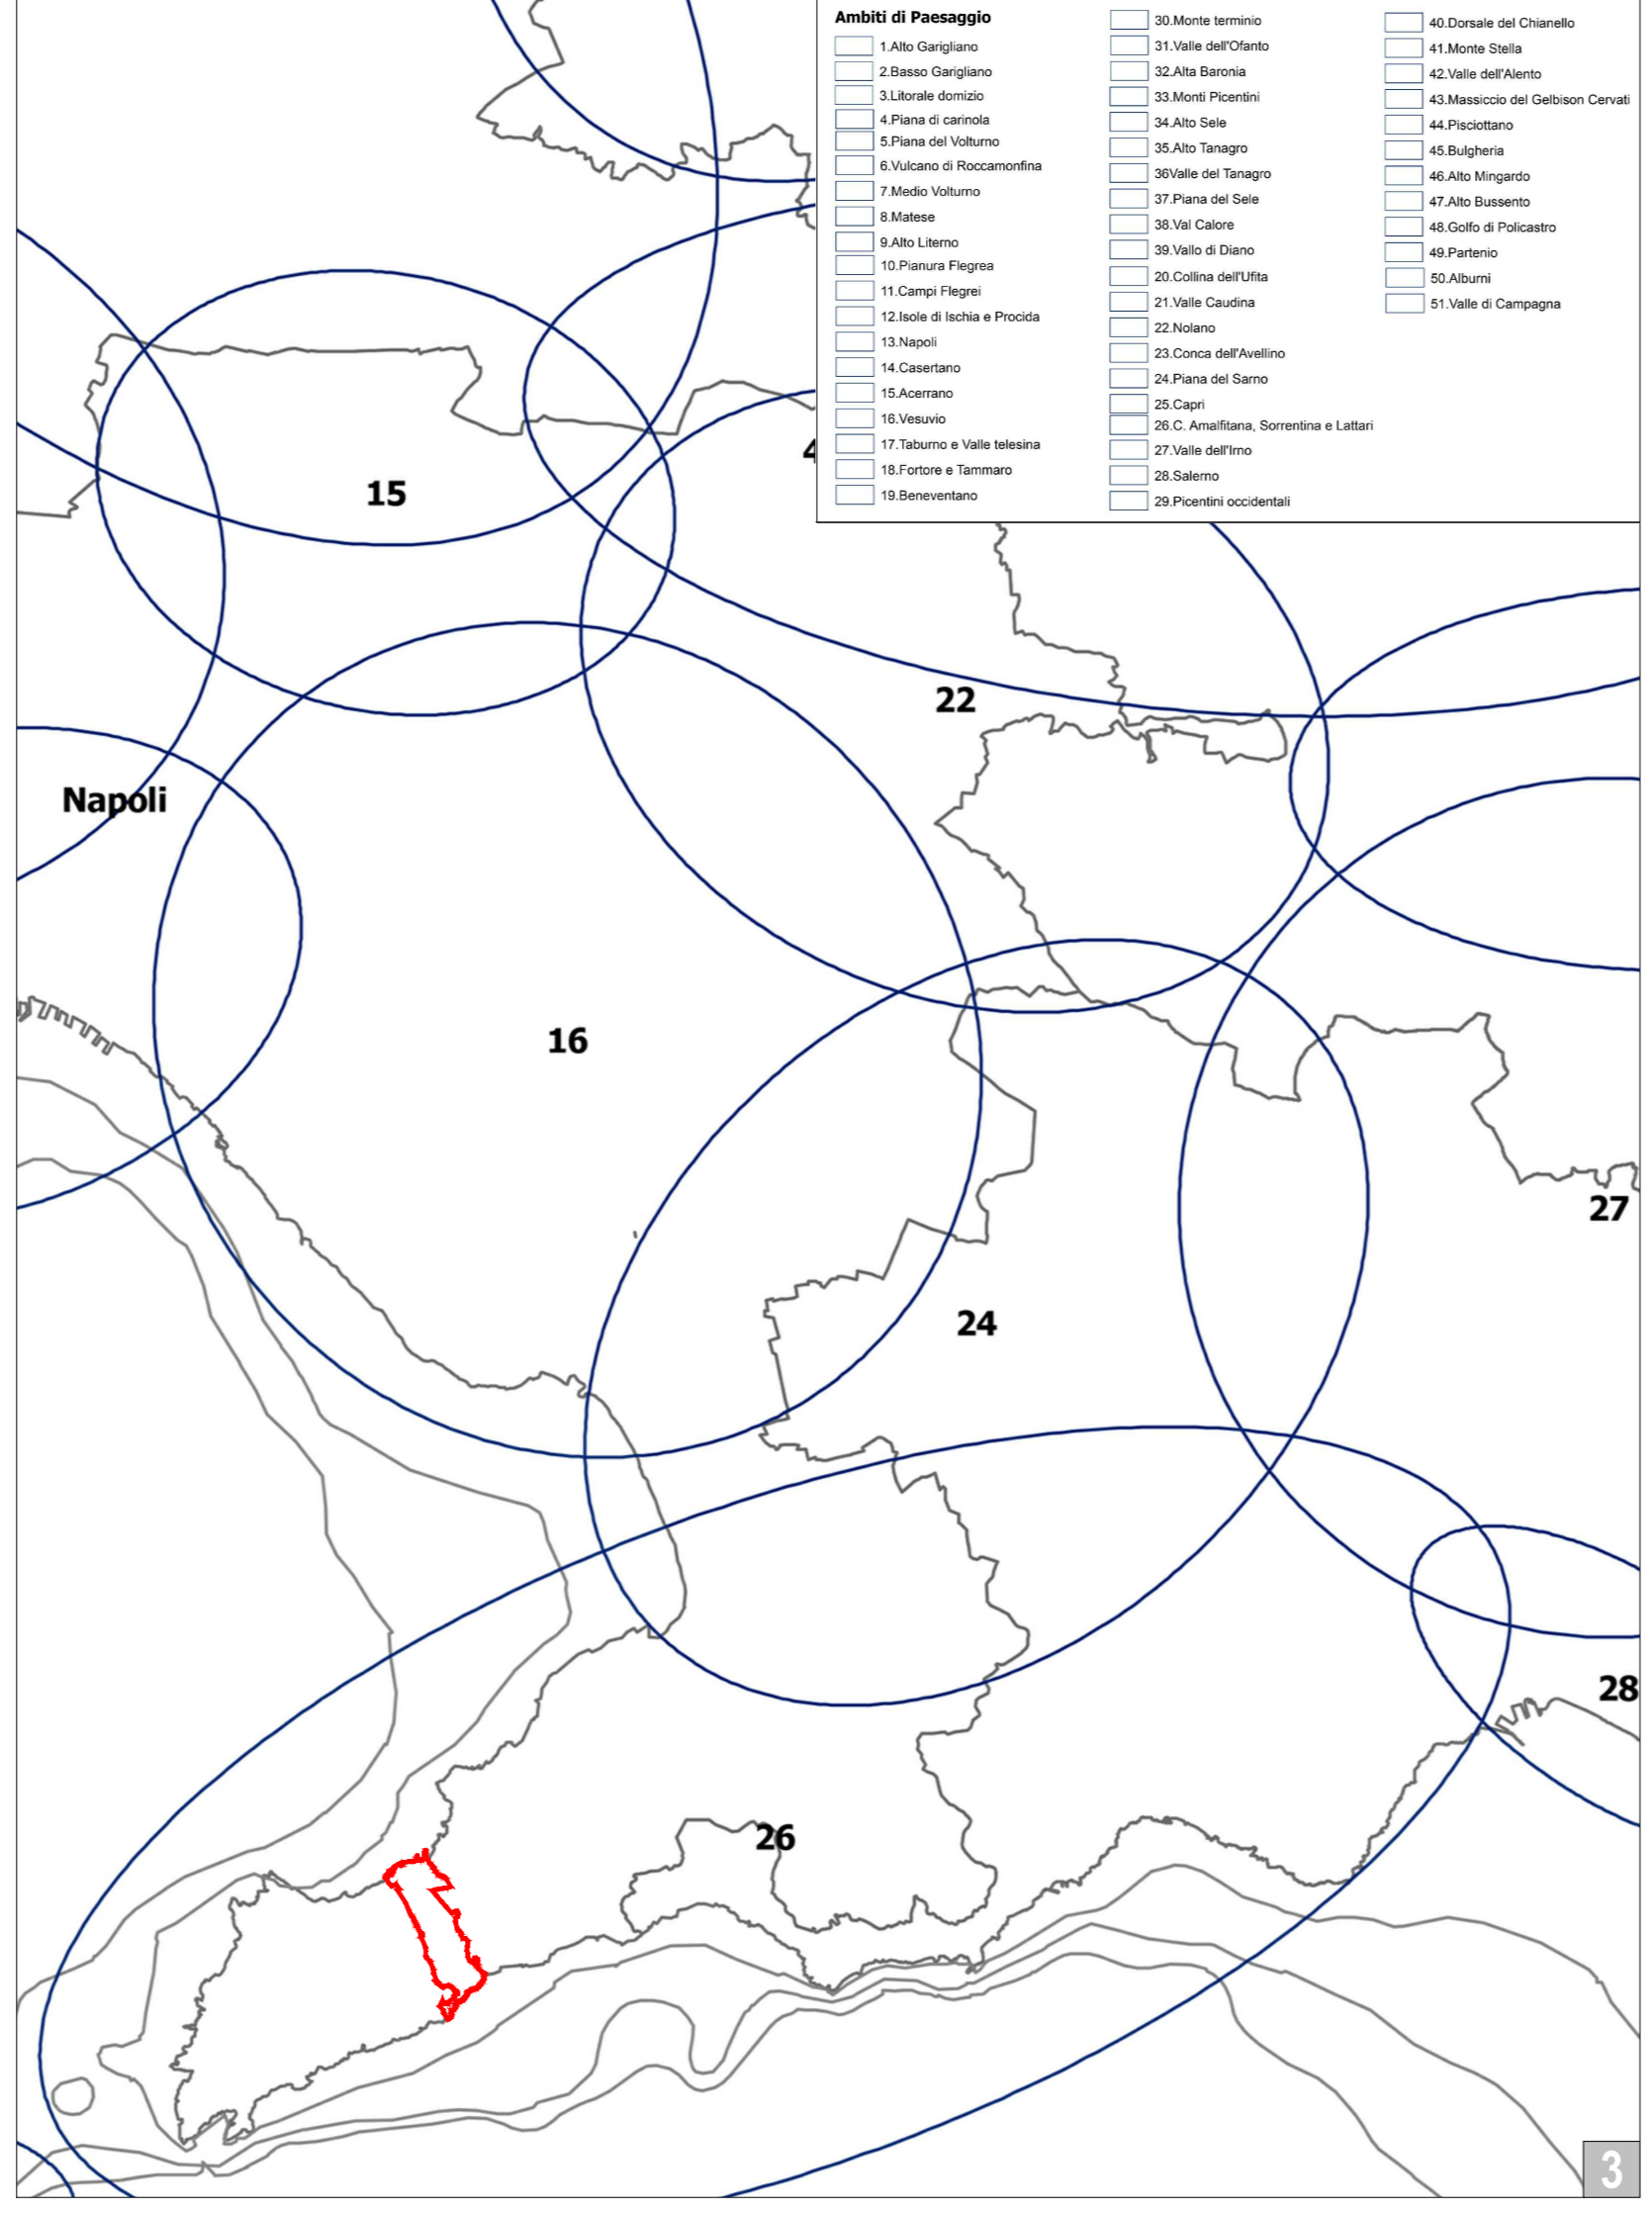 Ambiti di Paesaggio
1.Alto Garigliano
2.Basso Garigliano
3.Litorale domizio
4.Piana di carinola
5.Piana del Volturno
6.Vulcano di Roccamonfina
7.Medio Volturno
8.Matese
9.Alto Literno
10.Pianura Flegrea
11.Campi Flegrei
12.Isole di Ischia e Procida
13.Napoli
14.Casertano
15.Acerrano
16.Vesuvio
17.Taburno e Valle telesina
18.Fortore e Tammaro
19.Beneventano
30.Monte terminio
31.Valle dell'Ofanto
32.Alta Baronia
33.Monti Picentini
34.Alto Sele
35.Alto Tanagro
36Valle del Tanagro
37.Piana del Sele
38.Val Calore
39.Vallo di Diano
20.Collina dell'Ufita
21.Valle Caudina
22.Nolano
23.Conca dell'Avellino
24.Piana del Sarno
25.Capri
26.C. Amalfitana, Sorrentina e Lattari
27.Valle dell'Irno
28.Salerno
29.Picentini occidentali
40.Dorsale del Chianello
41.Monte Stella
42.Valle dell'Alento
43.Massiccio del Gelbison Cervati
44.Pisciottano
45.Bulgheria
46.Alto Mingardo
47.Alto Bussento
48.Golfo di Policastro
49.Partenio
50.Alburni
51.Valle di Campagna
4
15
22
Napoli
16
27
24
28
26
3